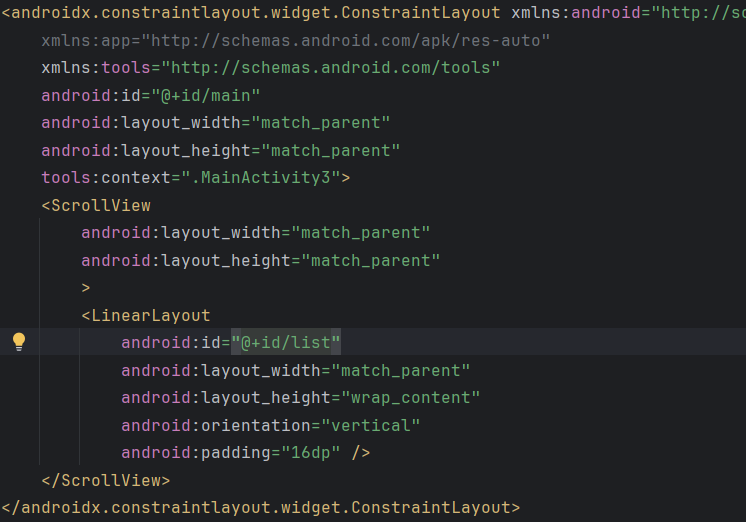 <androidx.constraintlayout.widget.ConstraintLayout xmlns:android="http://sc
xmlns:app="http://schemas.android.com/apk/res-auto"
xmlns:tools="http://schemas.android.com/tools"
android:id="@+id/main"
android:layout_width="match_parent"
android:layout_height="match_parent"
tools:context=".MainActivity3">
<ScrollView
android:layout_width="match_parent"
android:layout_height="match_parent"
>
<LinearLayout
android:id="@+id/list"
android:layout_width="match_parent"
android:layout_height="wrap_content"
android:orientation="vertical"
android:padding="16dp" />
</ScrollView>
</androidx.constraintlayout.widget.ConstraintLayout>